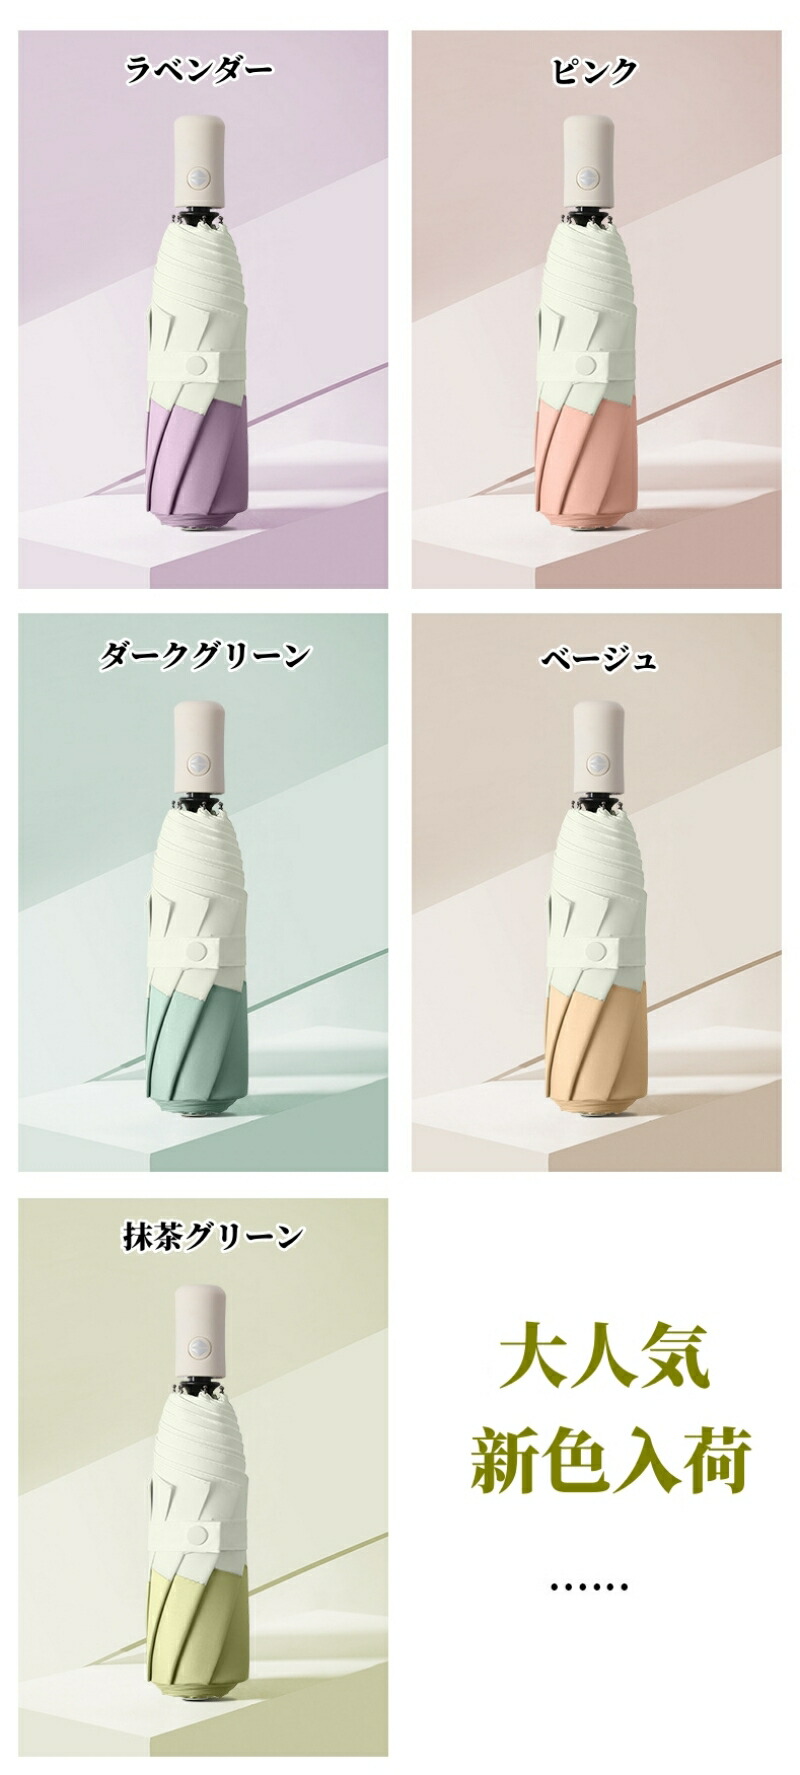 ラベンダー
ピンク
ダークグリーン
ベージュ
抹茶グリーン
大人気
新色入荷
……